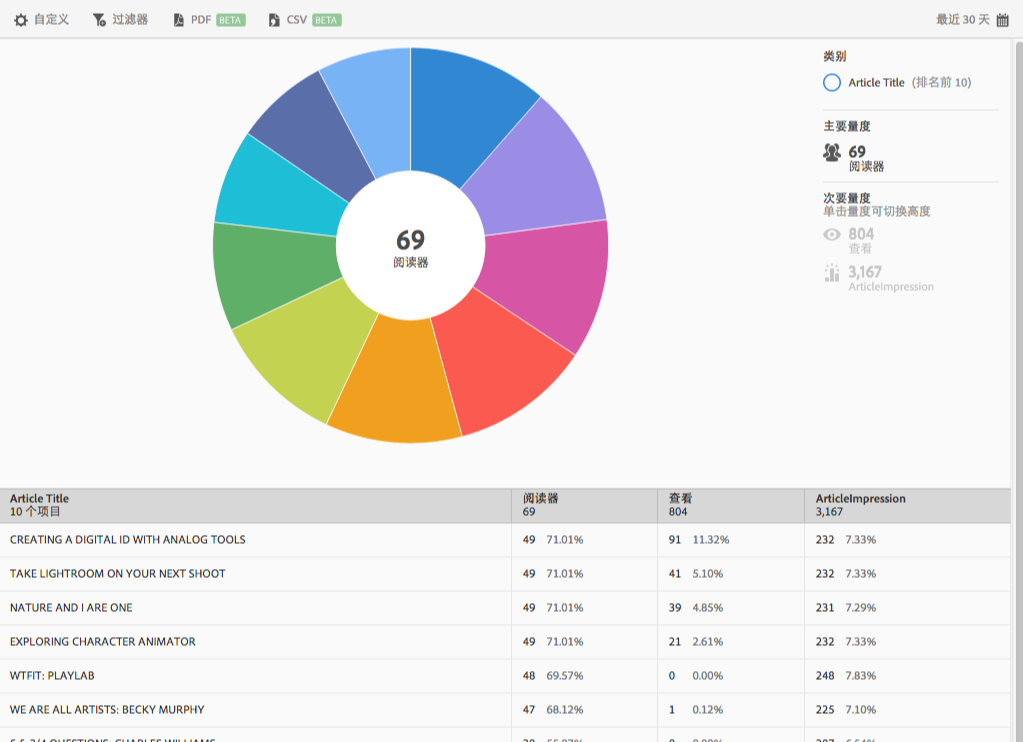 自定义 过滤器 PDF BETA CSV BETA 最近 30 天
类别
Article Title (排名前 10)
主要量度
69
阅读器
次要量度
单击量度可切换高度
804
查看
3,167
ArticleImpression
69
阅读器
Article Title 阅读器 查看 ArticleImpression
10 个项目 69 804 3,167
CREATING A DIGITAL ID WITH ANALOG TOOLS 49 71.01% 91 11.32% 232 7.33%
TAKE LIGHTROOM ON YOUR NEXT SHOOT 49 71.01% 41 5.10% 232 7.33%
NATURE AND I ARE ONE 49 71.01% 39 4.85% 231 7.29%
EXPLORING CHARACTER ANIMATOR 49 71.01% 21 2.61% 232 7.33%
WTFIT: PLAYLAB 48 69.57% 0 0.00% 248 7.83%
WE ARE ALL ARTISTS: BECKY MURPHY 47 68.12% 1 0.12% 225 7.10%